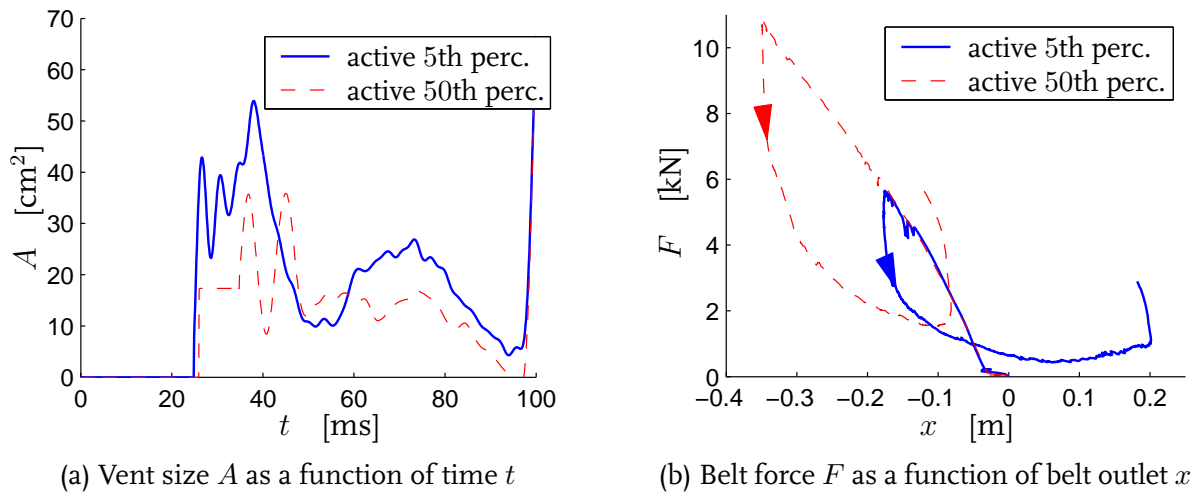 70
60
50
40
30
20
10
0
A [cm²]
0 20 40 60 80 100
t [ms]
active 5th perc.
active 50th perc.
(a) Vent size A as a function of time t
10
8
6
4
2
0
F [kN]
−0.4 −0.3 −0.2 −0.1 0 0.1 0.2
x [m]
active 5th perc.
active 50th perc.
(b) Belt force F as a function of belt outlet x